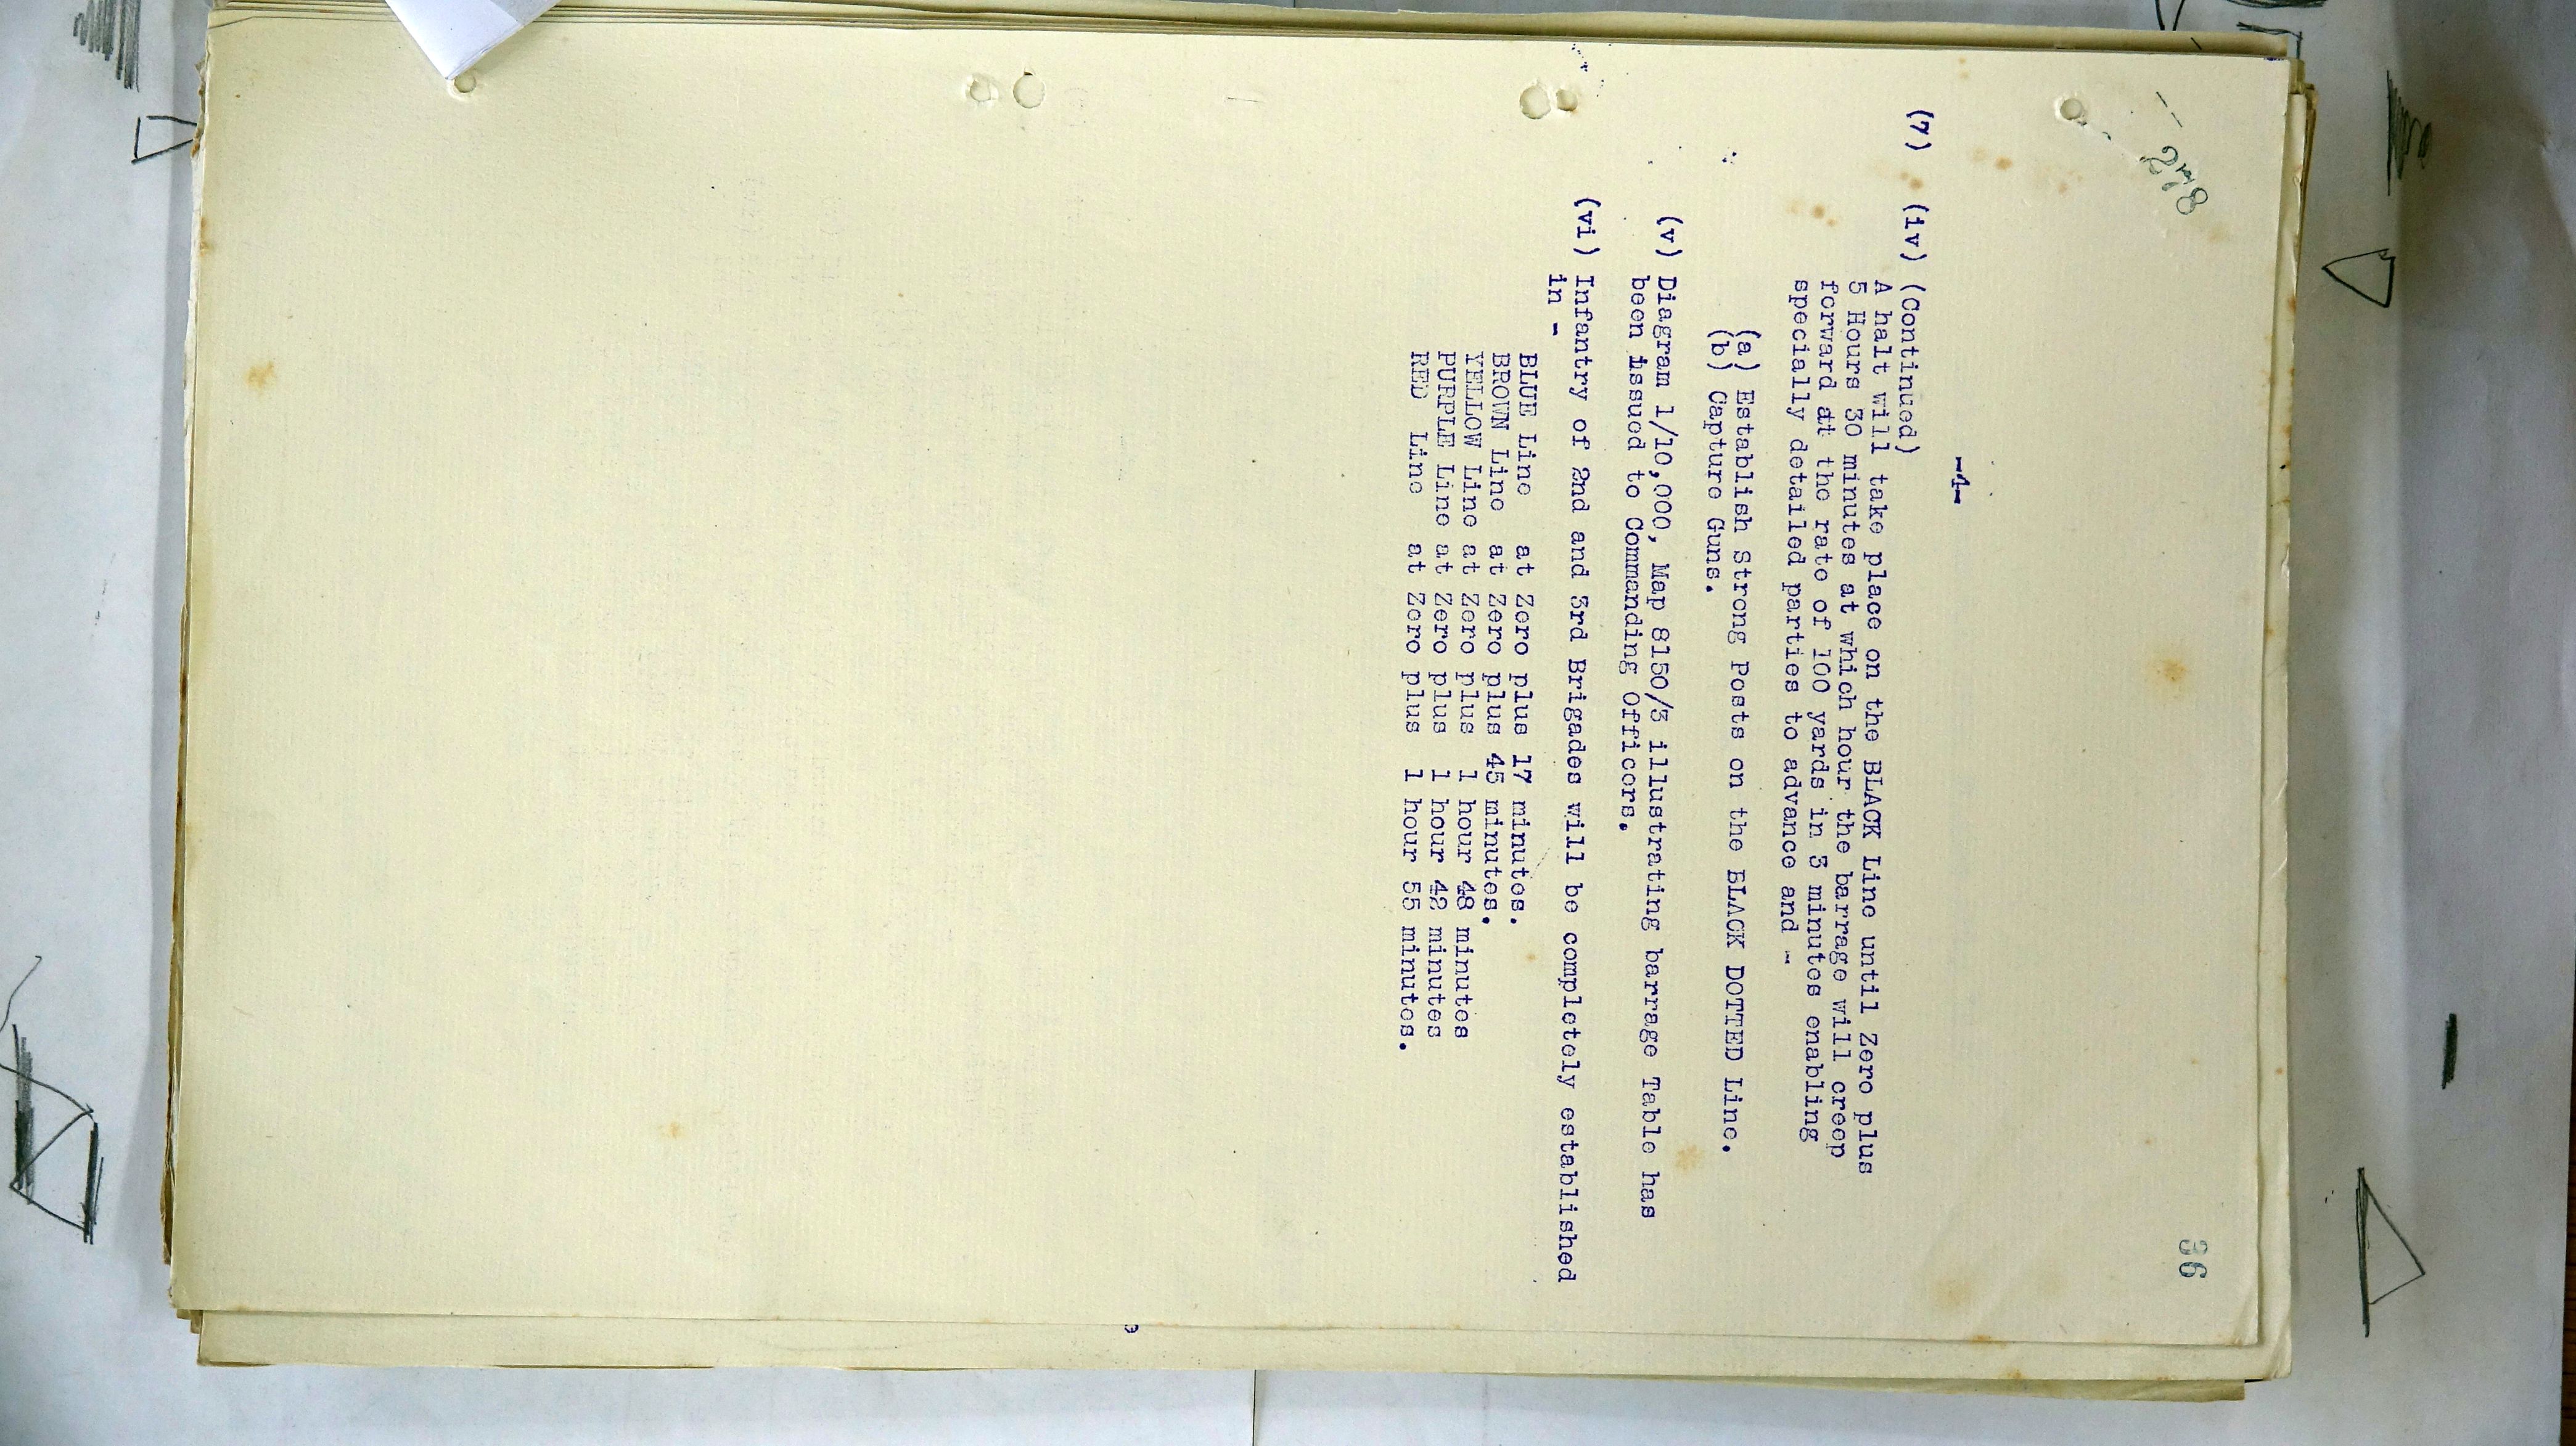 248
36
-4-
(7) (iv) (Continued)
A halt will take place on the BLACK Line until Zero plus
5 Hours 30 minutes at which hour the barrage will creep
forward at the rate of 100 yards in 3 minutes enabling
specially detailed parties to advance and -
(a) Establish Strong Posts on the BLACK DOTTED Line.
(b) Capture Guns.
(v) Diagram 1/10,000, Map S150/3 illustrating barrage Table has
been issued to Commanding Officers.
(vi) Infantry of 2nd and 3rd Brigades will be completely established
in -
BLUE Line at Zero plus 17 minutes.
BROWN Line at Zero plus 45 minutes.
YELLOW Line at Zero plus 1 hour 48 minutes
PURPLE Line at Zero plus 1 hour 42 minutes
RED Line at Zero plus 1 hour 55 minutes.